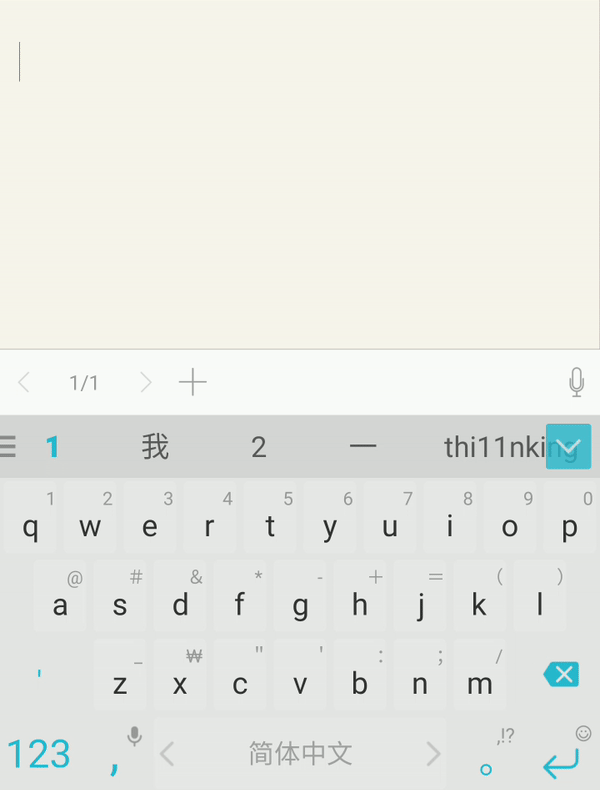 1/1
1 我 2 一 thi11nking
1 2 3 4 5 6 7 8 9 0
q w e r t y u i o p
@ # & * - + = ( )
a s d f g h j k l
_ ₩ " ' : ; /
' z x c v b n m
123 , 简体中文 ,!? 。